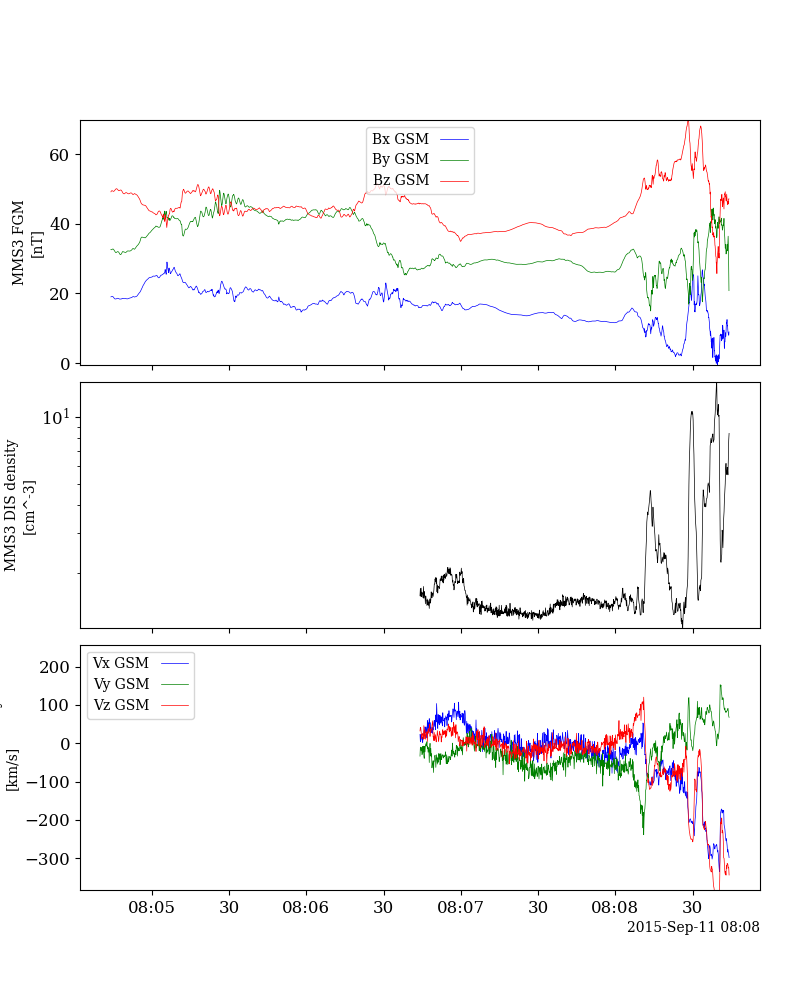 MMS3 FGM
[nT]
60
40
20
0
Bx GSM
By GSM
Bz GSM
MMS3 DIS density
[cm^-3]
10^1
[km/s]
200
100
0
−100
−200
−300
Vx GSM
Vy GSM
Vz GSM
08:05 30 08:06 30 08:07 30 08:08 30
2015-Sep-11 08:08